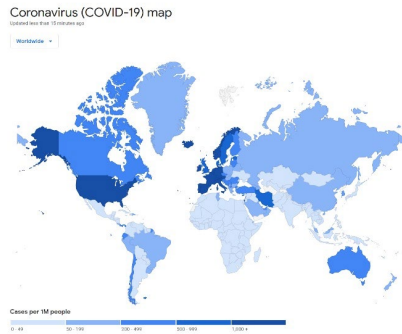 Coronavirus (COVID-19) map
Updated less than 15 minutes ago
Worldwide
Cases per 1M people
0 - 49 50 - 199 200 - 499 500 - 999 1,000 +